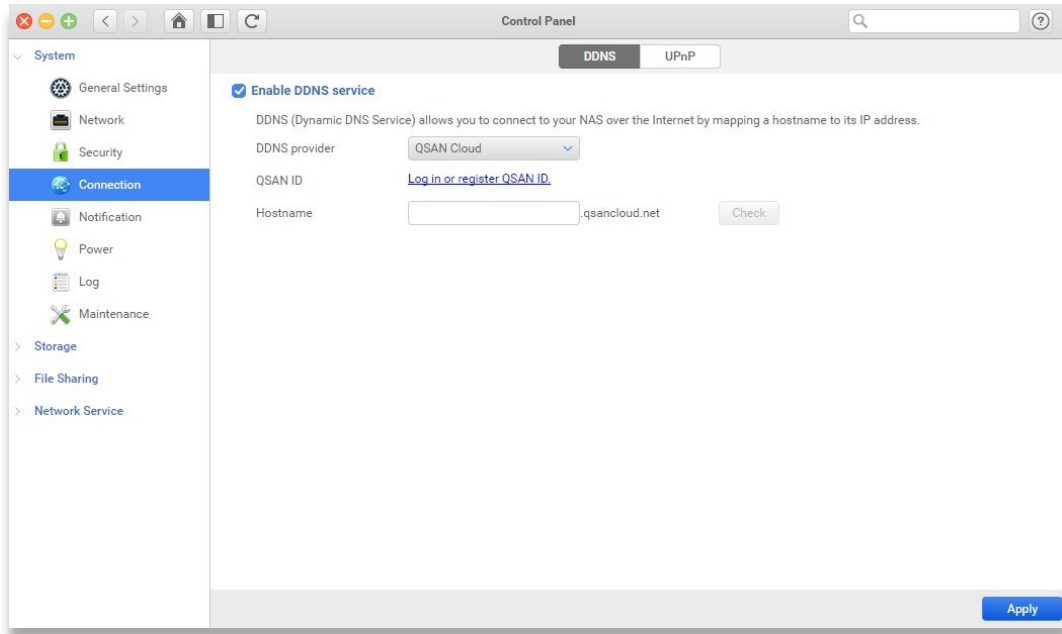 Control Panel
System
General Settings
Network
Security
Connection
Notification
Power
Log
Maintenance
Storage
File Sharing
Network Service
DDNS UPnP
Enable DDNS service
DDNS (Dynamic DNS Service) allows you to connect to your NAS over the Internet by mapping a hostname to its IP address.
DDNS provider QSAN Cloud
QSAN ID Log in or register QSAN ID.
Hostname .qsancloud.net Check
Apply